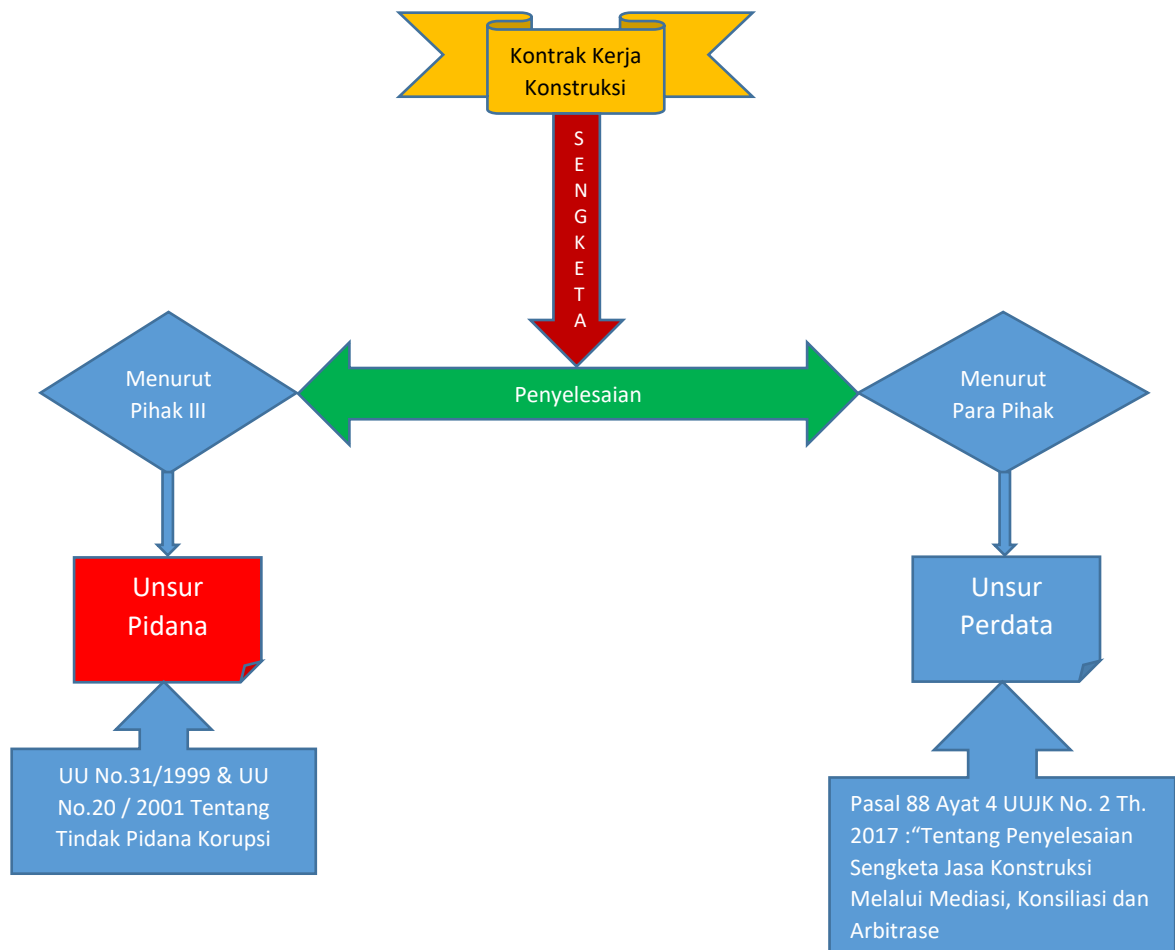 Kontrak Kerja
Konstruksi
S
E
N
G
K
E
T
A
Menurut
Pihak III
Penyelesaian
Menurut
Para Pihak
Unsur
Pidana
Unsur
Perdata
UU No.31/1999 & UU
No.20 / 2001 Tentang
Tindak Pidana Korupsi
Pasal 88 Ayat 4 UUJK No. 2 Th.
2017 :“Tentang Penyelesaian
Sengketa Jasa Konstruksi
Melalui Mediasi, Konsiliasi dan
Arbitrase